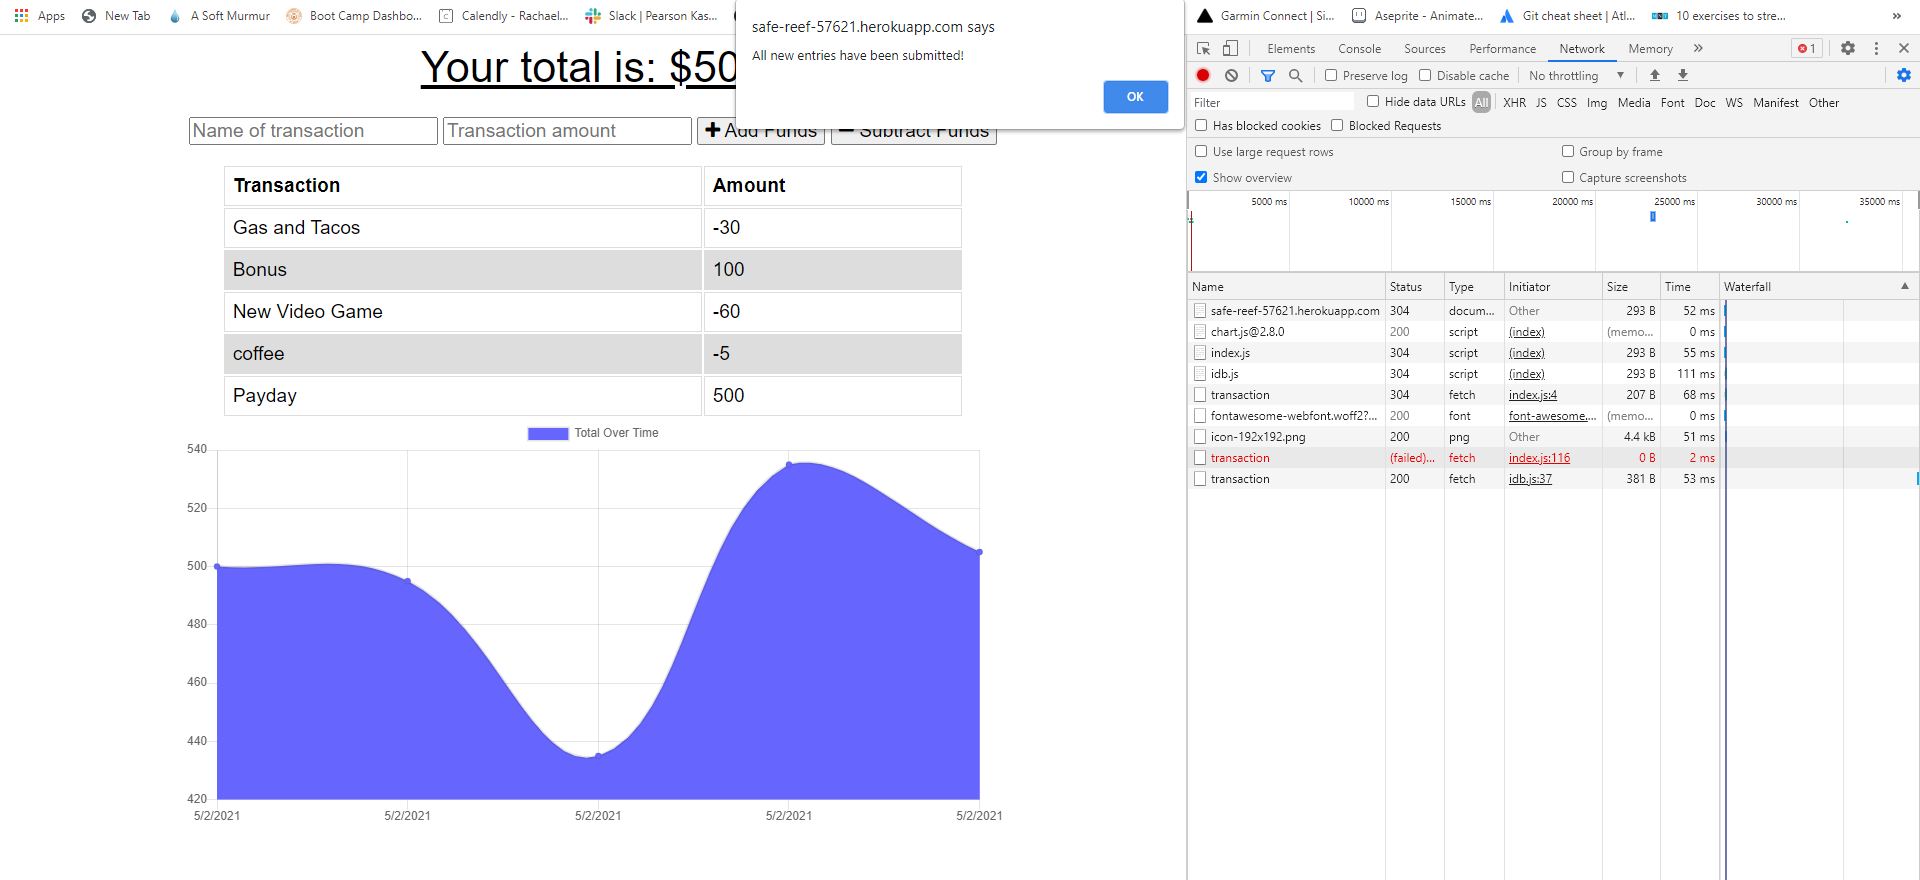 Apps New Tab A Soft Murmur Boot Camp Dashbo... Calendly - Rachael... Slack | Pearson Kas...
Your total is: $50
safe-reef-57621.herokuapp.com says
All new entries have been submitted!
OK
Name of transaction Transaction amount Add Funds Subtract Funds
Transaction Amount
Gas and Tacos -30
Bonus 100
New Video Game -60
coffee -5
Payday 500
Total Over Time
540
520
500
480
460
440
420
5/2/2021 5/2/2021 5/2/2021 5/2/2021 5/2/2021
Garmin Connect | Si... Aseprite - Animate... Git cheat sheet | Atl... 10 exercises to stre... »
Elements Console Sources Performance Network Memory » 1
Preserve log Disable cache No throttling
Filter Hide data URLs All XHR JS CSS Img Media Font Doc WS Manifest Other
Has blocked cookies Blocked Requests
Use large request rows Group by frame
Show overview Capture screenshots
5000 ms 10000 ms 15000 ms 20000 ms 25000 ms 30000 ms 35000 ms
Name Status Type Initiator Size Time Waterfall
safe-reef-57621.herokuapp.com 304 docum... Other 293 B 52 ms
chart.js@2.8.0 200 script (index) (memo... 0 ms
index.js 304 script (index) 293 B 55 ms
idb.js 304 script (index) 293 B 111 ms
transaction 304 fetch index.js:4 207 B 68 ms
fontawesome-webfont.woff2?... 200 font font-awesome.... (memo... 0 ms
icon-192x192.png 200 png Other 4.4 kB 51 ms
transaction (failed)... fetch index.js:116 0 B 2 ms
transaction 200 fetch idb.js:37 381 B 53 ms